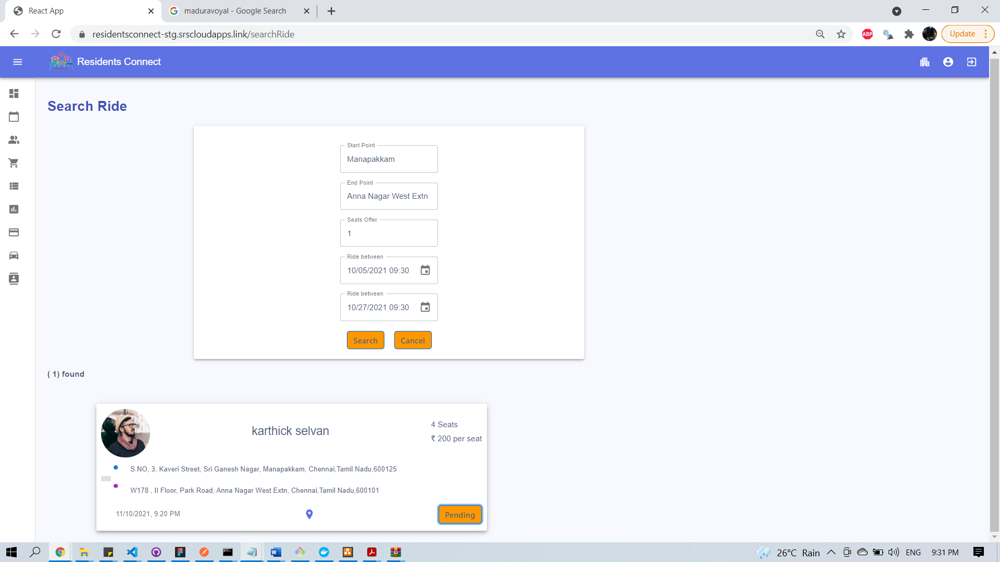 React App
maduravoyal - Google Search
residentsconnect-stg.srscloudapps.link/searchRide
ABP
Update
Residents Connect
Search Ride
Start Point
Manapakkam
End Point
Anna Nagar West Extn
Seats Offer
1
Ride between
10/05/2021 09:30
Ride between
10/27/2021 09:30
Search
Cancel
( 1) found
karthick selvan
4 Seats
₹ 200 per seat
S.NO, 3, Kaveri Street, Sri Ganesh Nagar, Manapakkam, Chennai,Tamil Nadu,600125
W178 , II Floor, Park Road, Anna Nagar West Extn, Chennai,Tamil Nadu,600101
11/10/2021, 9:20 PM
Pending
26°C Rain
ENG
9:31 PM